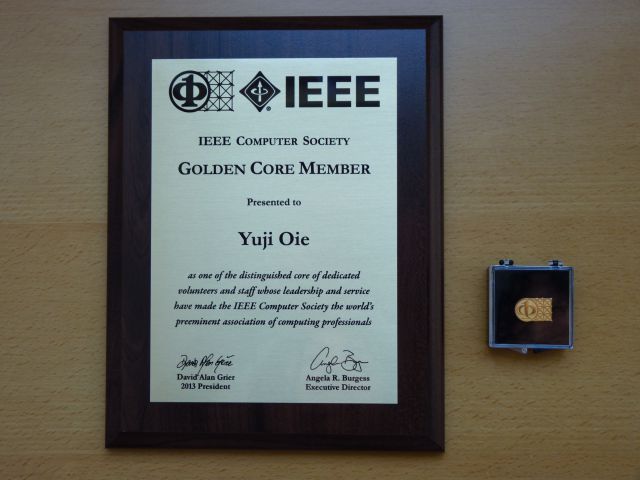 IEEE
IEEE COMPUTER SOCIETY
GOLDEN CORE MEMBER
Presented to
Yuji Oie
as one of the distinguished core of dedicated
volunteers and staff whose leadership and service
have made the IEEE Computer Society the world's
preeminent association of computing professionals
David Alan Grier
2013 President
Angela R. Burgess
Executive Director